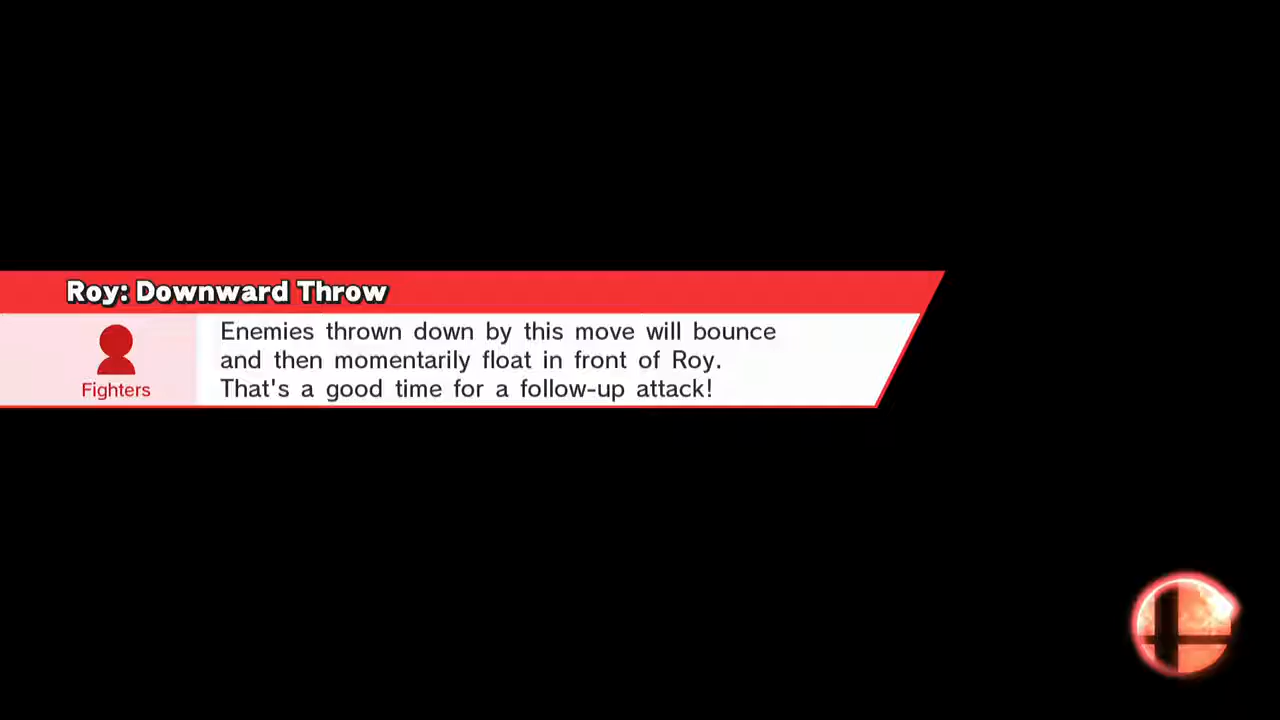 Roy: Downward Throw
Fighters
Enemies thrown down by this move will bounce
and then momentarily float in front of Roy.
That's a good time for a follow-up attack!